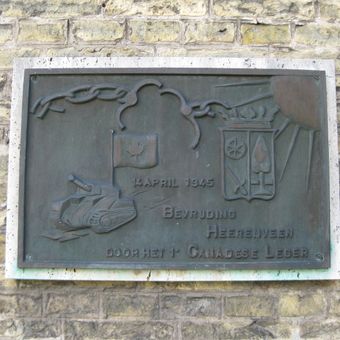 14 APRIL 1945
BEVRIJDING
HEERENVEEN
DOOR HET 1e CANADESE LEGER